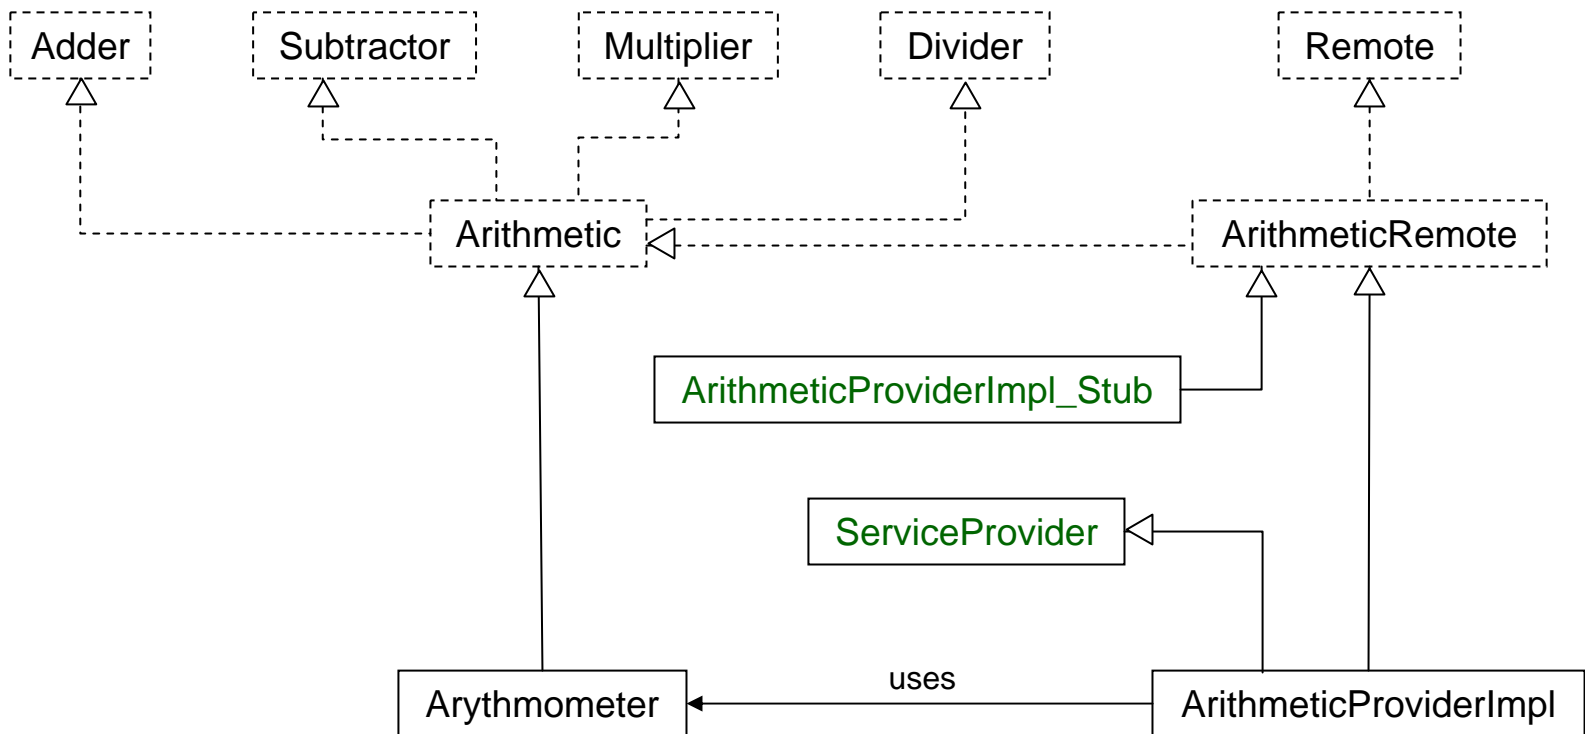 Adder
Subtractor
Multiplier
Divider
Remote
Arithmetic
ArithmeticRemote
ArithmeticProviderImpl_Stub
ServiceProvider
uses
Arythmometer
ArithmeticProviderImpl